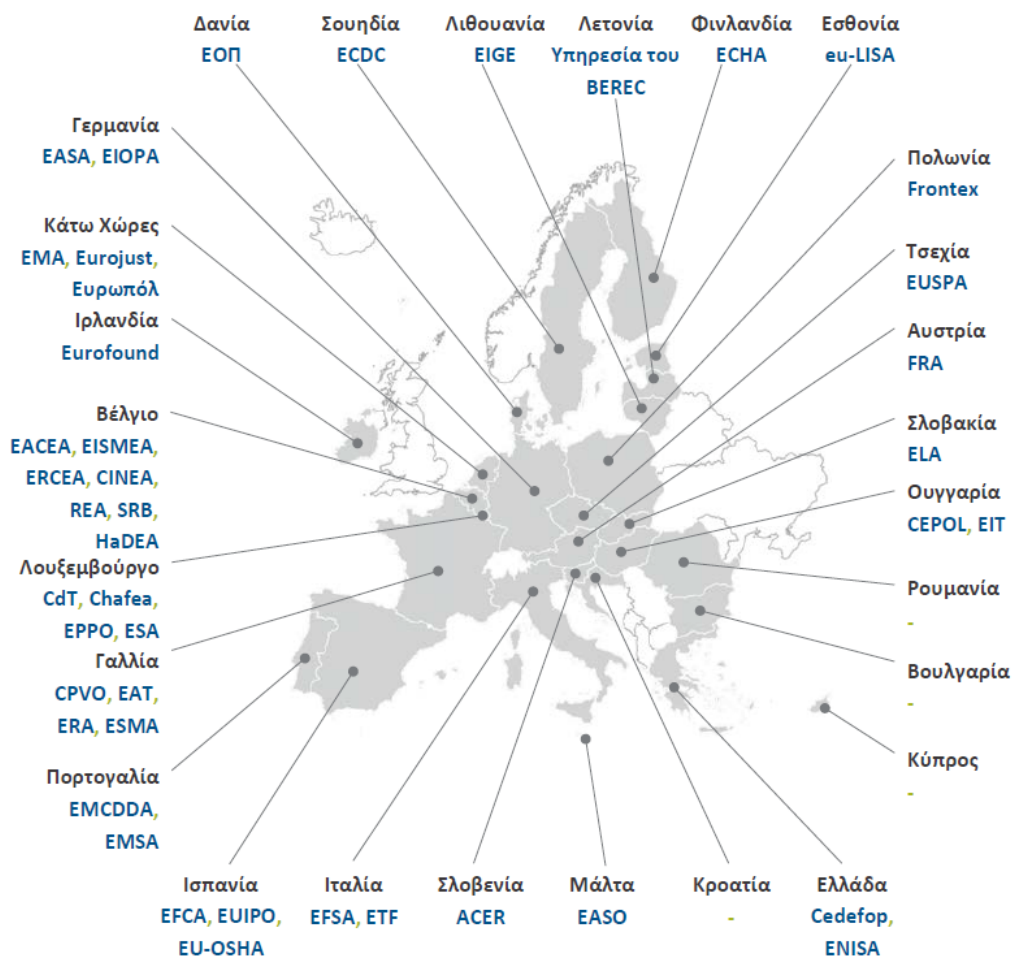 Δανία
ΕΟΠ
Σουηδία
ECDC
Λιθουανία
EIGE
Λετονία
Υπηρεσία του
BEREC
Φινλανδία
ECHA
Εσθονία
eu-LISA
Γερμανία
EASA, EIOPA
Κάτω Χώρες
EMA, Eurojust,
Ευρωπόλ
Ιρλανδία
Eurofound
Βέλγιο
EACEA, EISMEA,
ERCEA, CINEA,
REA, SRB,
HaDEA
Λουξεμβούργο
CdT, Chafea,
EPPO, ESA
Γαλλία
CPVO, EAT,
ERA, ESMA
Πορτογαλία
EMCDDA,
EMSA
Πολωνία
Frontex
Τσεχία
EUSPA
Αυστρία
FRA
Σλοβακία
ELA
Ουγγαρία
CEPOL, EIT
Ρουμανία
-
Βουλγαρία
-
Κύπρος
-
Ισπανία
EFCA, EUIPO,
EU-OSHA
Ιταλία
EFSA, ETF
Σλοβενία
ACER
Μάλτα
EASO
Κροατία
-
Ελλάδα
Cedefop,
ENISA